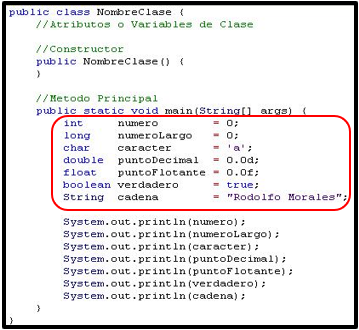 public class NombreClase {
//Atributos o Variables de Clase
//Constructor
public NombreClase() {
}
//Metodo Principal
public static void main(String[] args) {
int numero = 0;
long numeroLargo = 0;
char caracter = 'a';
double puntoDecimal = 0.0d;
float puntoFlotante = 0.0f;
boolean verdadero = true;
String cadena = "Rodolfo Morales";
System.out.println(numero);
System.out.println(numeroLargo);
System.out.println(caracter);
System.out.println(puntoDecimal);
System.out.println(puntoFlotante);
System.out.println(verdadero);
System.out.println(cadena);
}
}